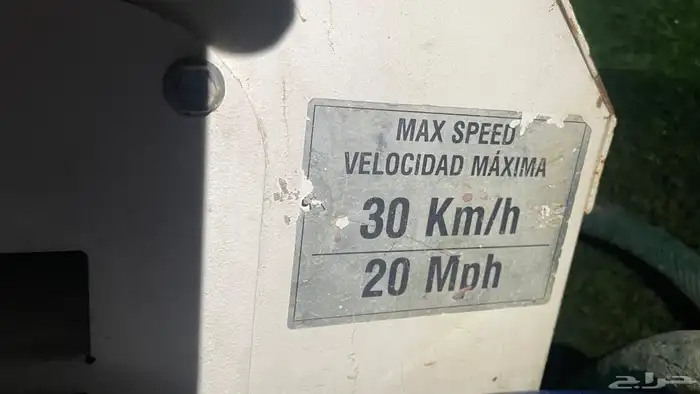 MAX SPEED
VELOCIDAD MÁXIMA
30 Km/h
20 Mph
حراج